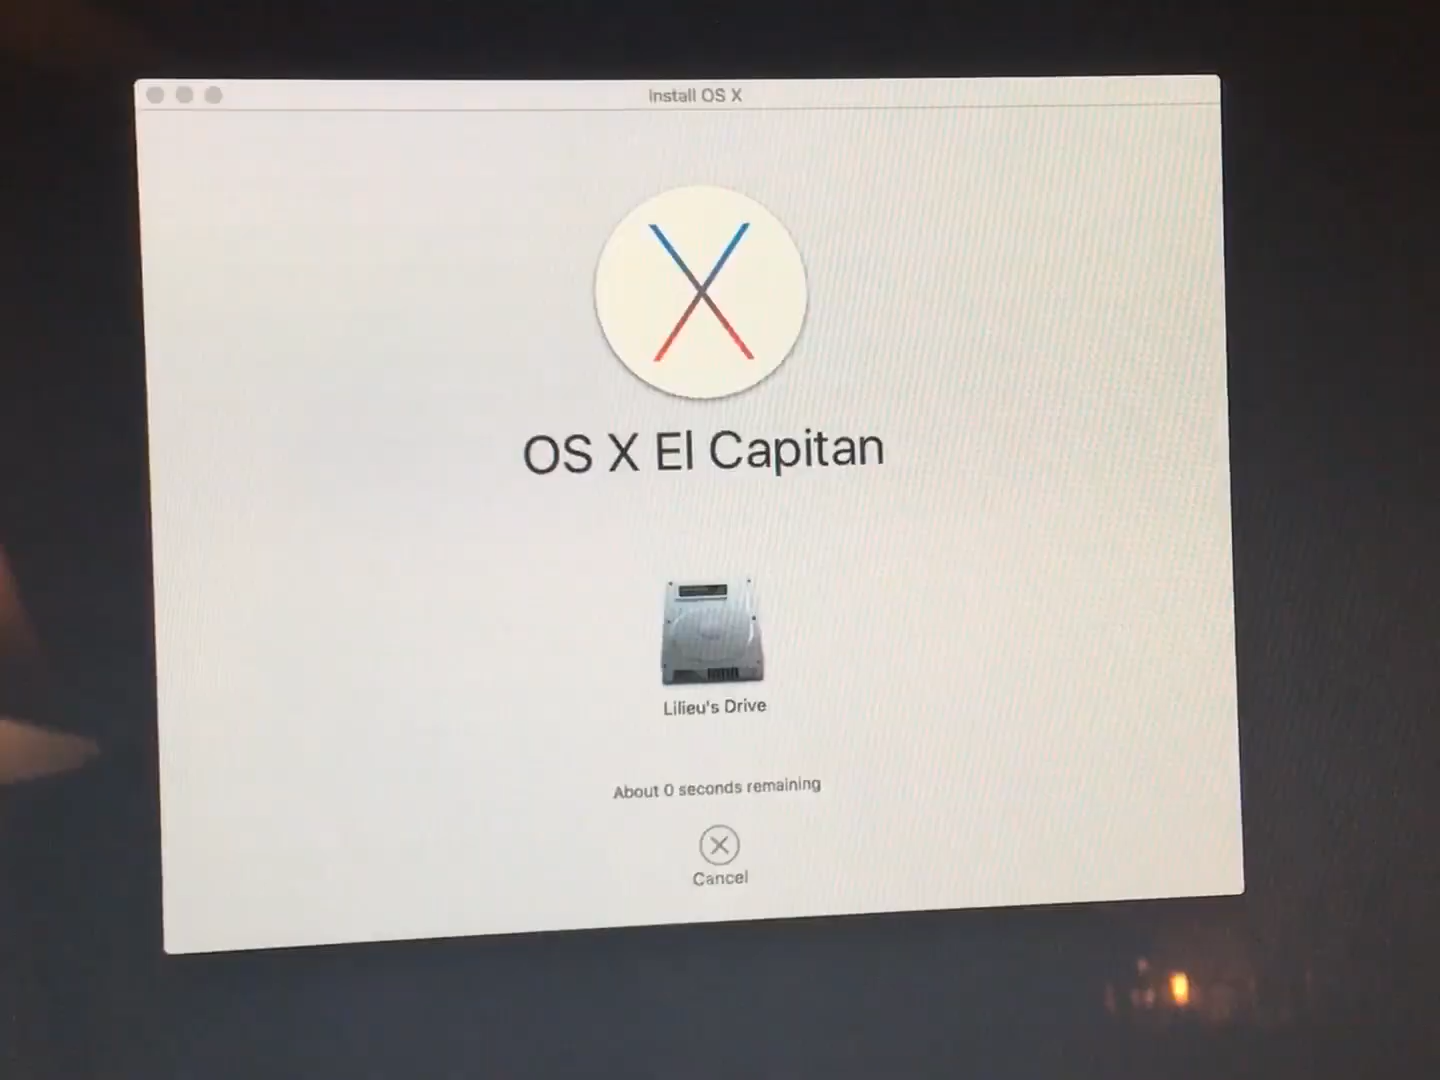 Install OS X
OS X El Capitan
Lilieu's Drive
About 0 seconds remaining
Cancel